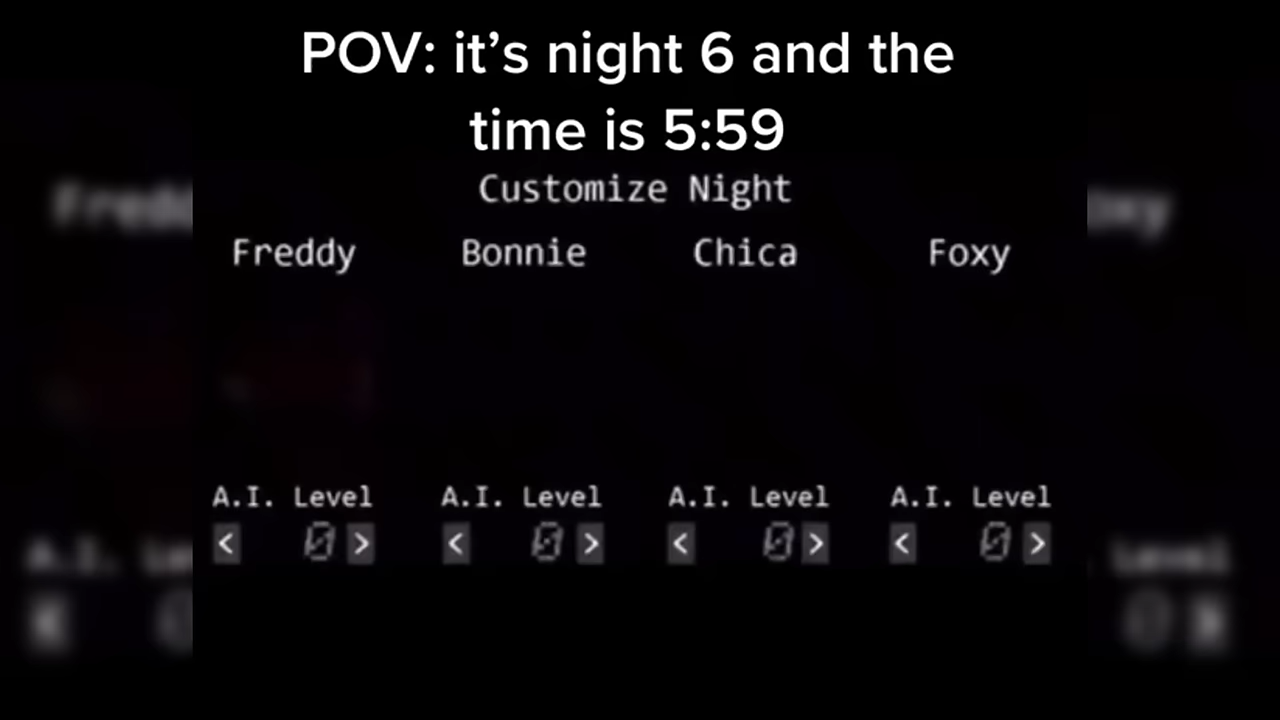 POV: it’s night 6 and the
time is 5:59
Customize Night
Freddy Bonnie Chica Foxy
A.I. Level A.I. Level A.I. Level A.I. Level
< 0 > < 0 > < 0 > < 0 >